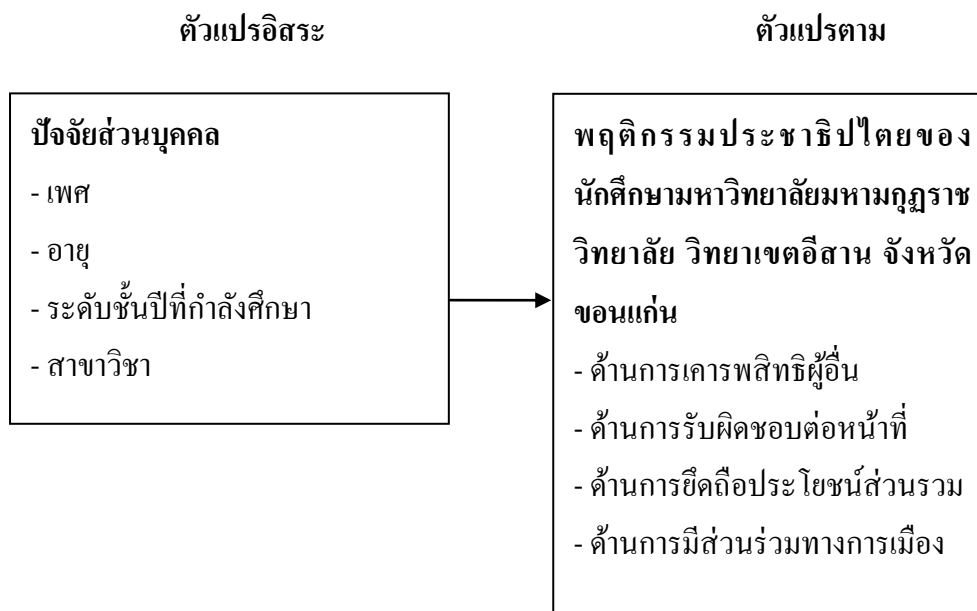 ตัวแปรอิสระ
ตัวแปรตาม
ปัจจัยส่วนบุคคล
- เพศ
- อายุ
- ระดับชั้นปีที่กำลังศึกษา
- สาขาวิชา
พฤติกรรมประชาธิปไตยของ
นักศึกษามหาวิทยาลัยมหามกุฏราช
วิทยาลัย วิทยาเขตอีสาน จังหวัด
ขอนแก่น
- ด้านการเคารพสิทธิผู้อื่น
- ด้านการรับผิดชอบต่อหน้าที่
- ด้านการยึดถือประโยชน์ส่วนรวม
- ด้านการมีส่วนร่วมทางการเมือง